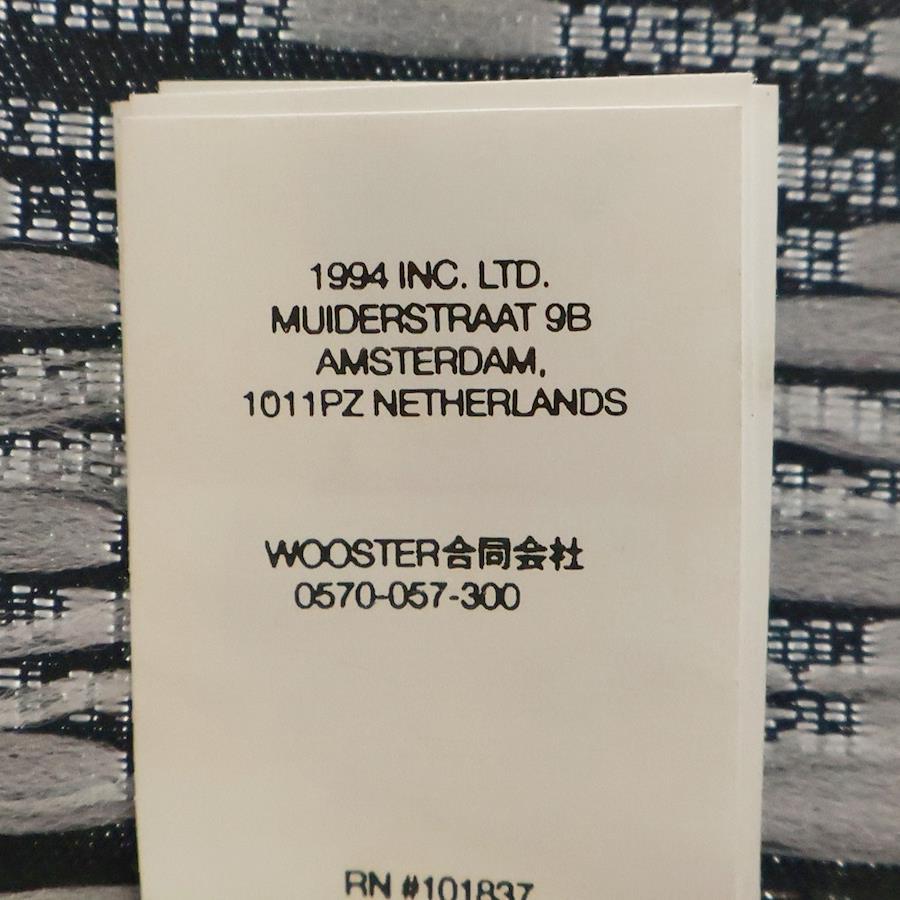 1994 INC. LTD.
MUIDERSTRAAT 9B
AMSTERDAM,
1011PZ NETHERLANDS
WOOSTER合同会社
0570-057-300
RN #101837